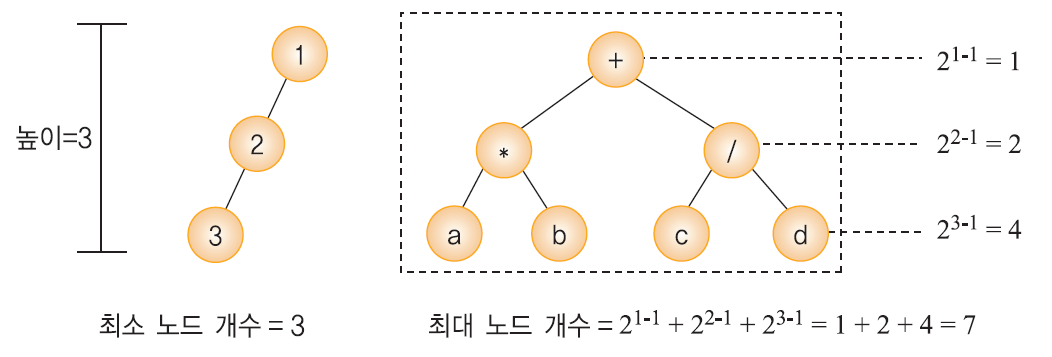 높이=3
1
2
3
+
*
/
a
b
c
d
2^{1-1} = 1
2^{2-1} = 2
2^{3-1} = 4
최소 노드 개수 = 3
최대 노드 개수 = 2^{1-1} + 2^{2-1} + 2^{3-1} = 1 + 2 + 4 = 7